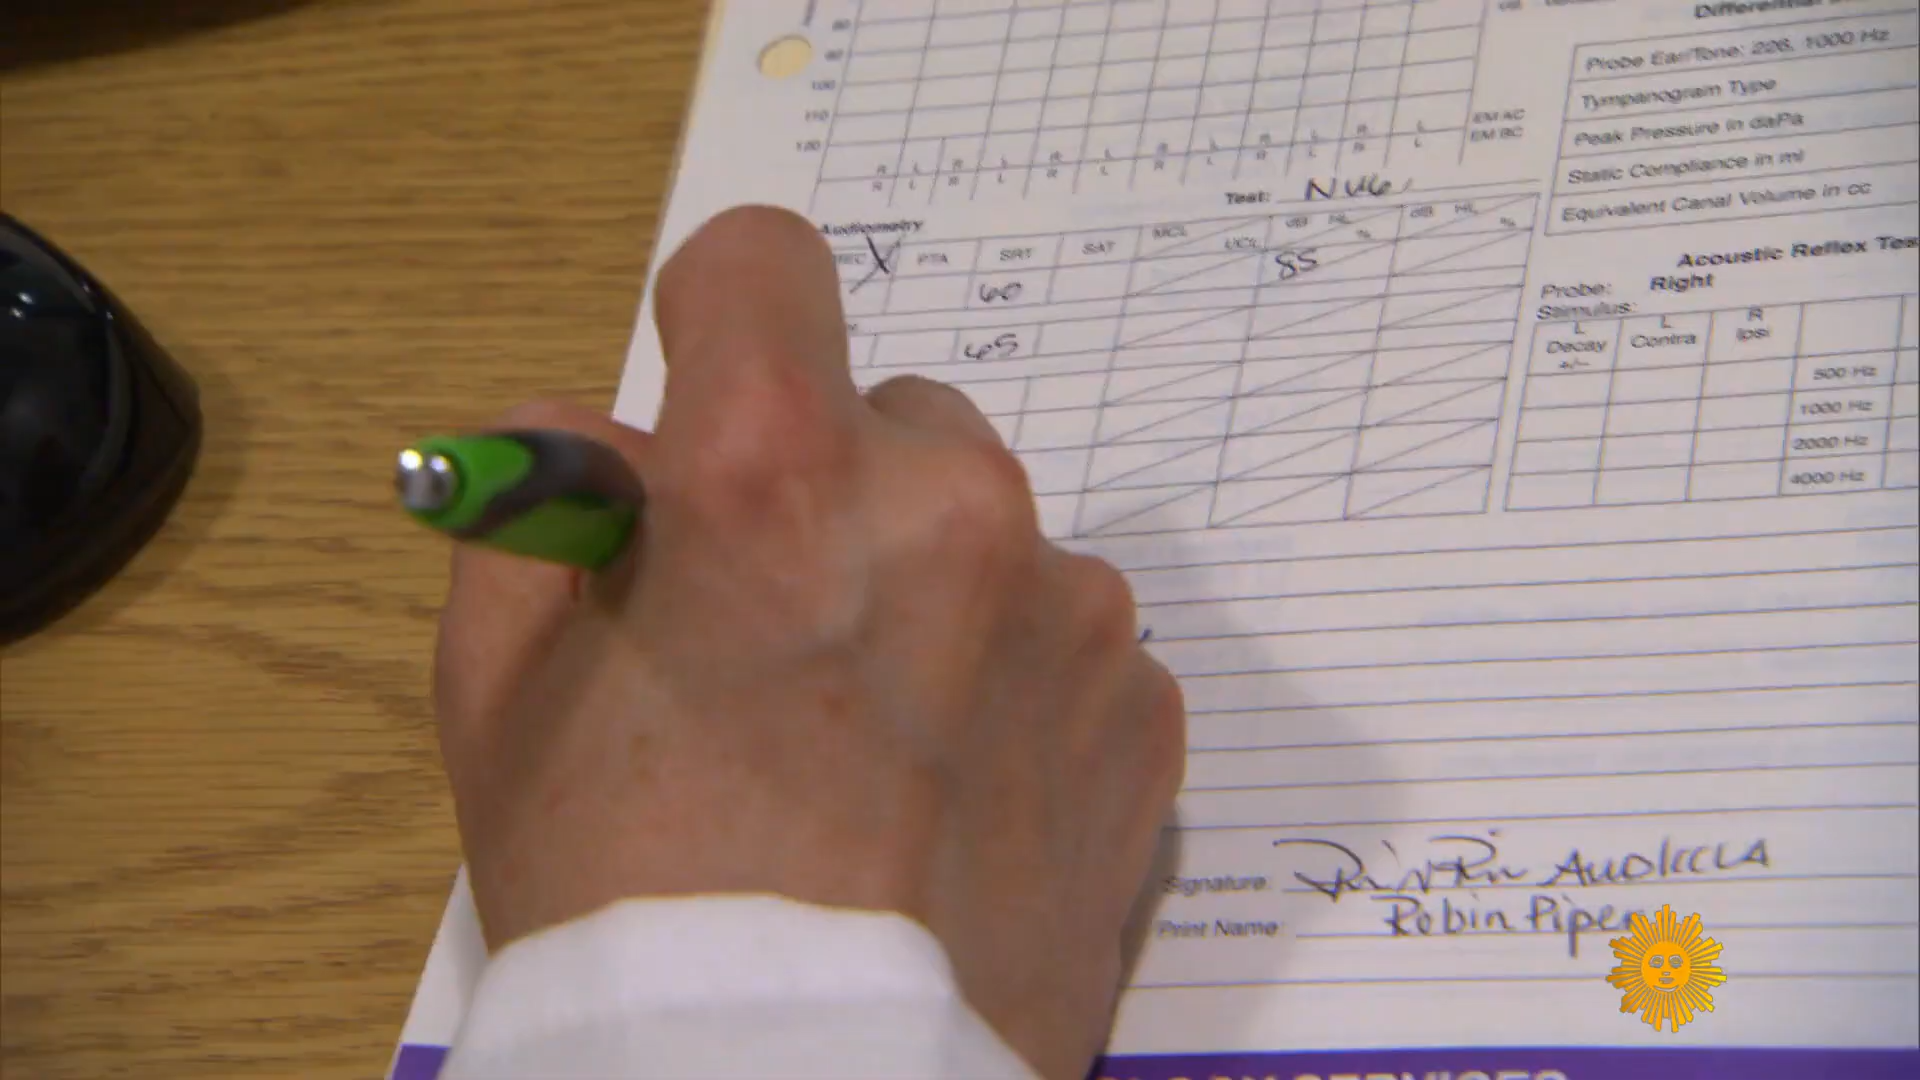 90
100
110
120
EM AC
EM BC
R L R L R L R L R L R L
R L R L R L R L R L R L
Test: NU6
Audiometry
REC X PTA SRT SAT MCL UCL dB HL % dB HL %
60 85
65
Probe Ear/Tone: 226, 1000 Hz
Tympanogram Type
Peak Pressure in daPa
Static Compliance in ml
Equivalent Canal Volume in cc
Acoustic Reflex
Probe: Right
Stimulus:
L Decay +/- L Contra R Ipsi
500 Hz
1000 Hz
2000 Hz
4000 Hz
Signature:
Print Name: Robin Piper
SERVICES